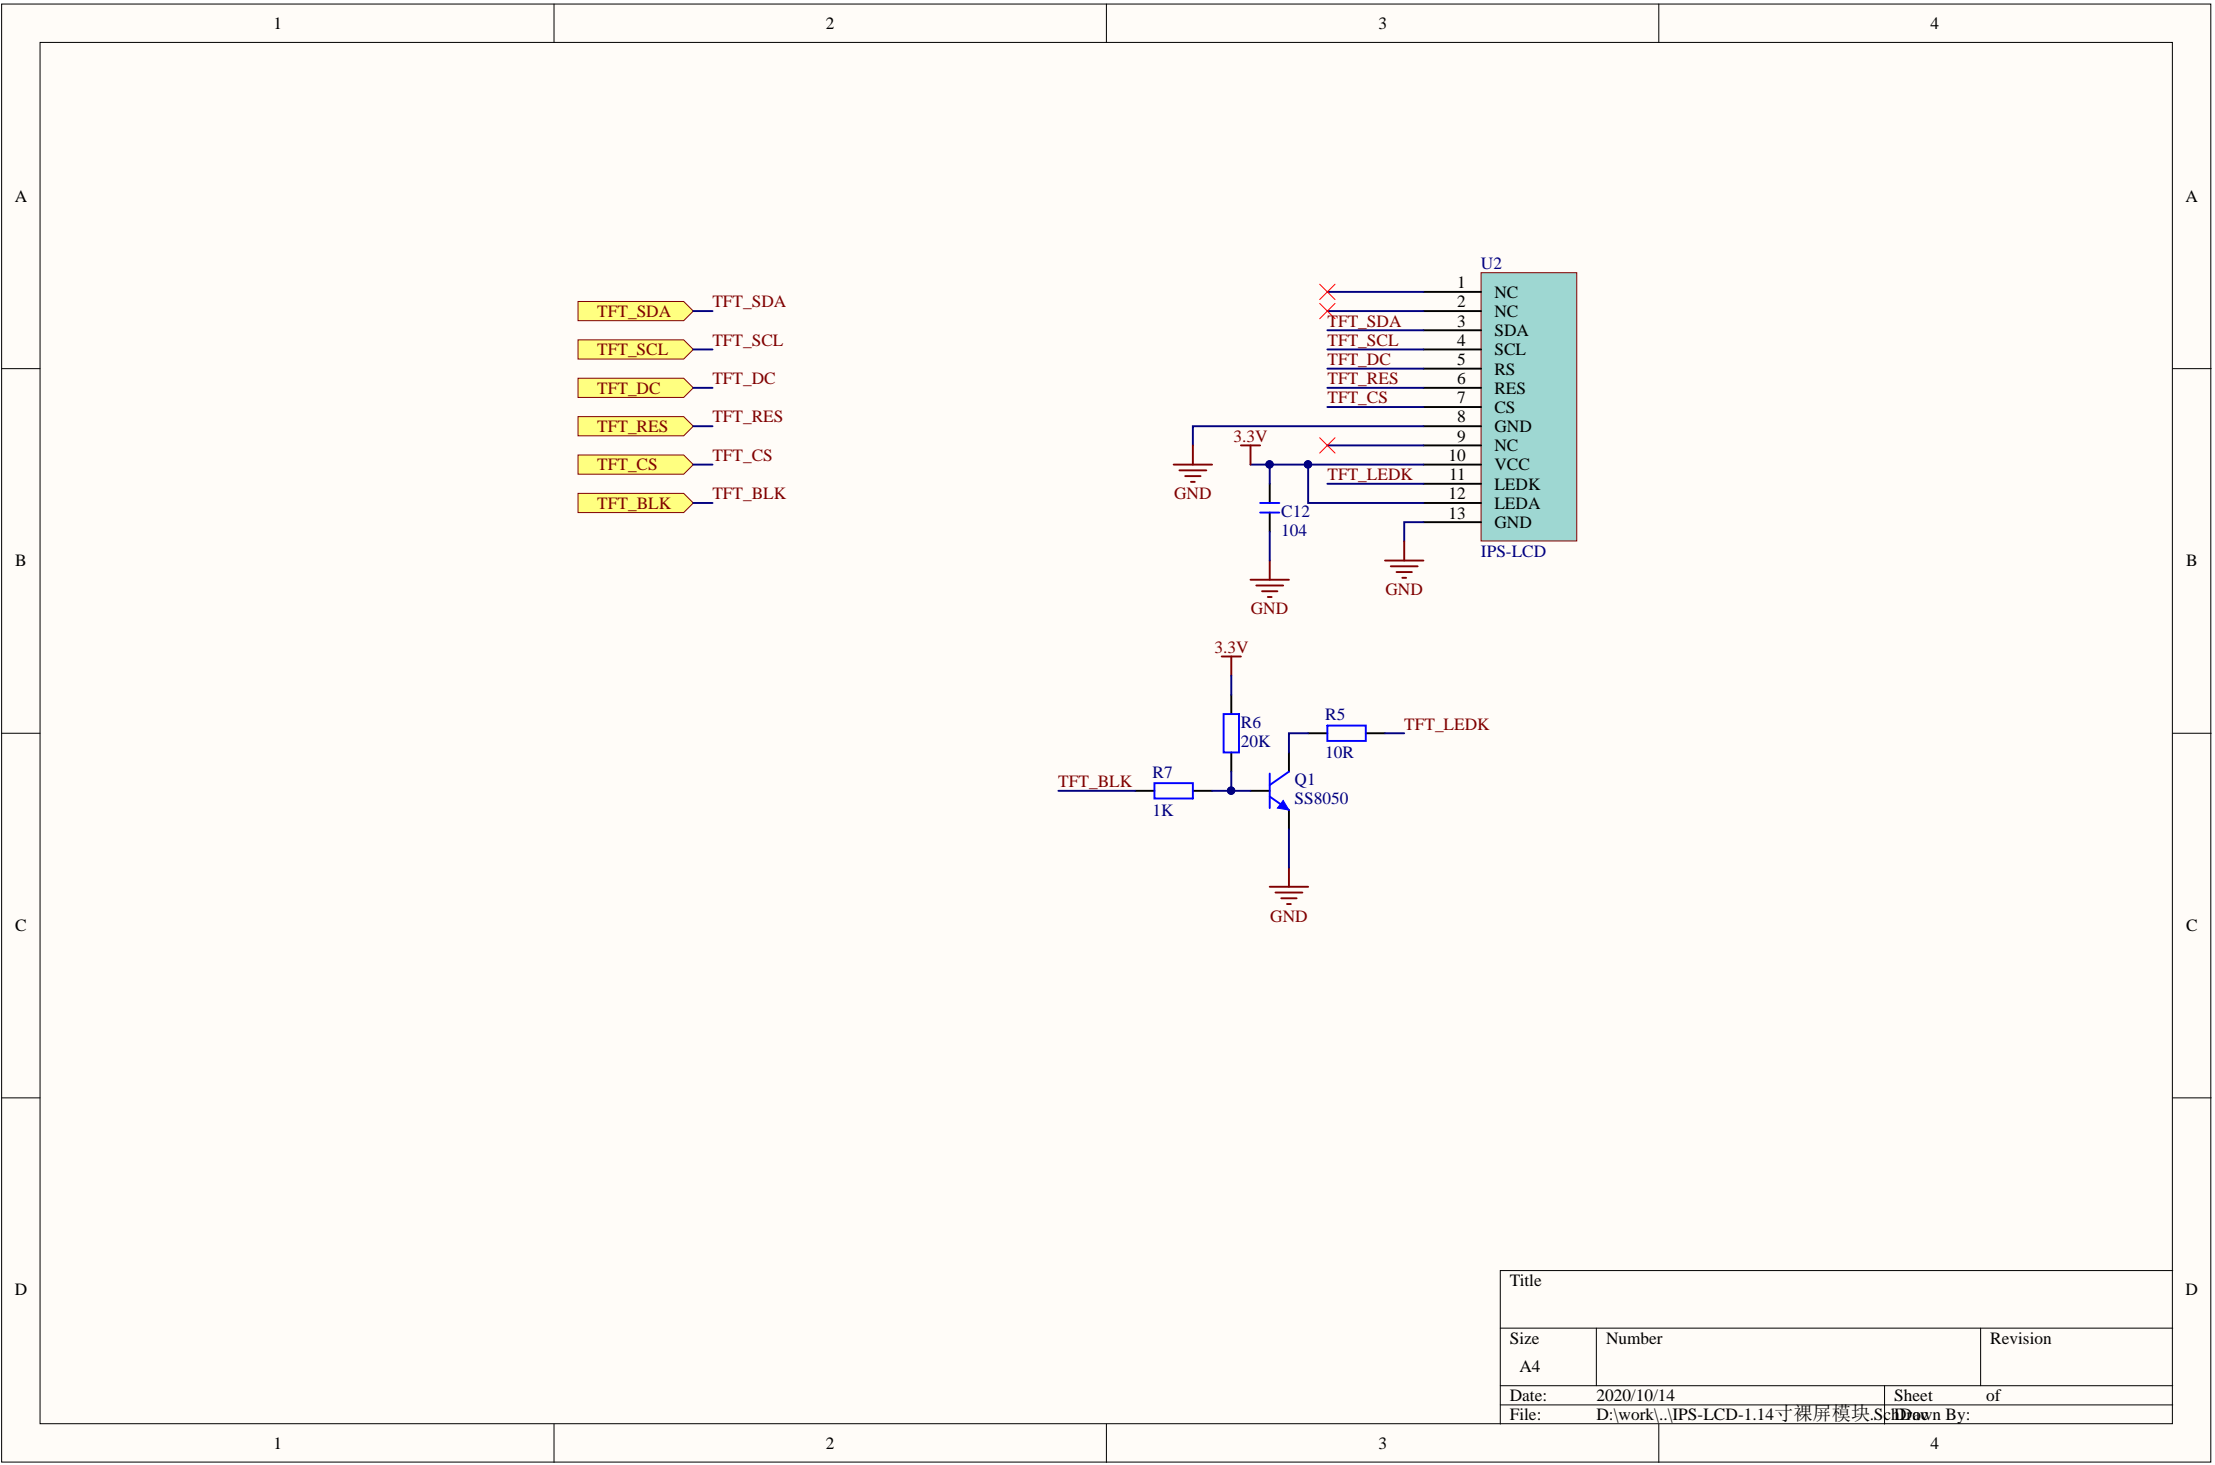 1 2 3 4
A A
U2
TFT_SDA TFT_SDA
TFT_SCL TFT_SCL
TFT_DC TFT_DC
TFT_RES TFT_RES
TFT_CS TFT_CS
TFT_BLK TFT_BLK
1 NC
2 NC
TFT_SDA 3 SDA
TFT_SCL 4 SCL
TFT_DC 5 RS
TFT_RES 6 RES
TFT_CS 7 CS
8 GND
3.3V 9 NC
10 VCC
TFT_LEDK 11 LEDK
12 LEDA
13 GND
GND
C12
104
IPS-LCD
GND
GND
B B
3.3V
R6
20K
R5
10R
TFT_LEDK
TFT_BLK
R7
1K
Q1
SS8050
GND
C C
D D
Title
Size Number Revision
A4
Date: 2020/10/14 Sheet of
File: D:\work\..\IPS-LCD-1.14寸裸屏模块.SchDoc Drawn By:
1 2 3 4